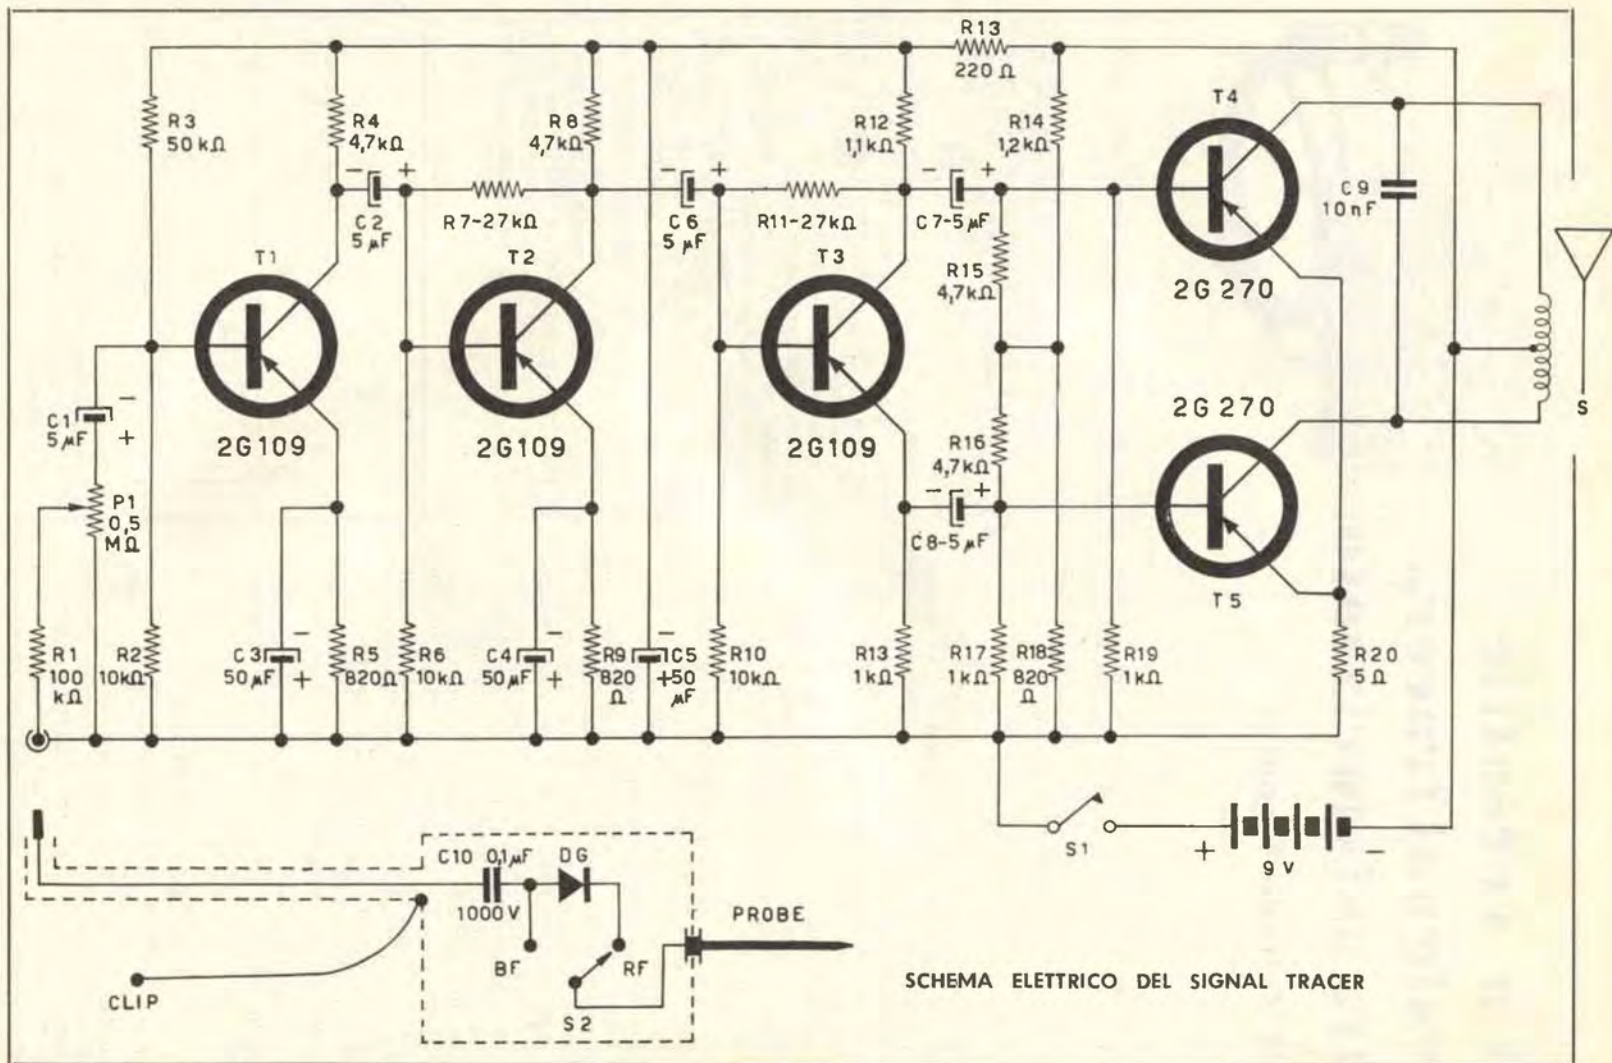 R13
220 Ω
R3
50 kΩ
R4
4,7kΩ
R8
4,7kΩ
R12
1,1kΩ
R14
1,2kΩ
T4
- +
C2
5 µF
R7-27kΩ
- +
C6
5 µF
R11-27kΩ
- +
C7-5µF
C9
10nF
T1
T2
T3
R15
4,7kΩ
2G 270
C1
5µF
-
+
2G109
2G109
2G109
2G 270
S
R16
4,7kΩ
P1
0,5
MΩ
- +
C8-5µF
T5
R1
100
kΩ
R2
10kΩ
C3
50µF
-
+
R5
820Ω
R6
10kΩ
C4
50µF
-
+
R9
820
Ω
-
+
C5
50
µF
R10
10kΩ
R13
1kΩ
R17
1kΩ
R18
820
Ω
R19
1kΩ
R20
5 Ω
S1
+
9 V
-
C10 0,1µF DG
1000V
BF
RF
S2
PROBE
CLIP
SCHEMA ELETTRICO DEL SIGNAL TRACER